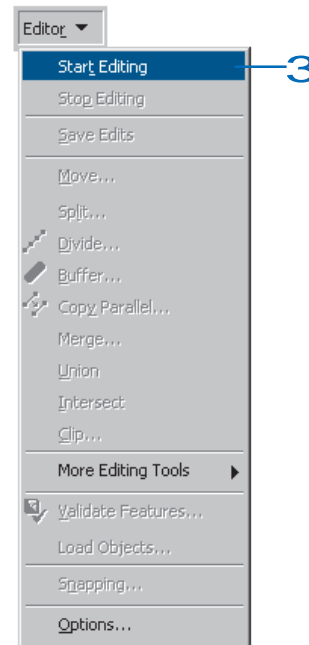 Editor
Start Editing 3
Stop Editing
Save Edits
Move...
Split...
Divide...
Buffer...
Copy Parallel...
Merge...
Union
Intersect
Clip...
More Editing Tools
Validate Features...
Load Objects...
Snapping...
Options...